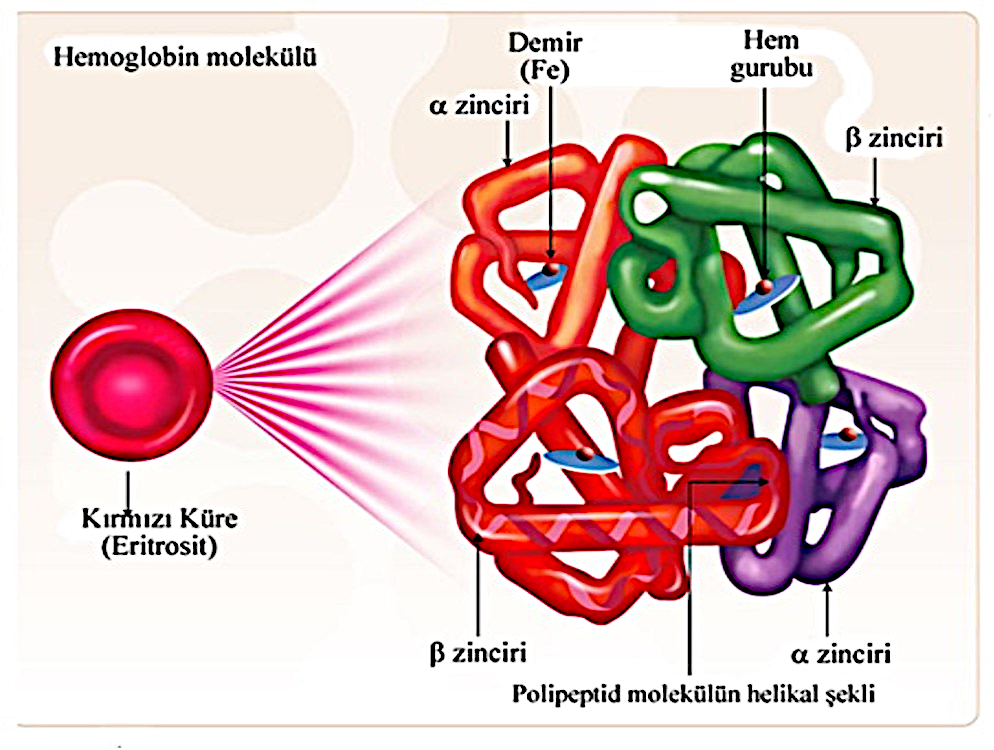 Hemoglobin molekülü
Demir
(Fe)
Hem
gurubu
α zinciri
β zinciri
Kırmızı Küre
(Eritrosit)
β zinciri
α zinciri
Polipeptid molekülün helikal şekli